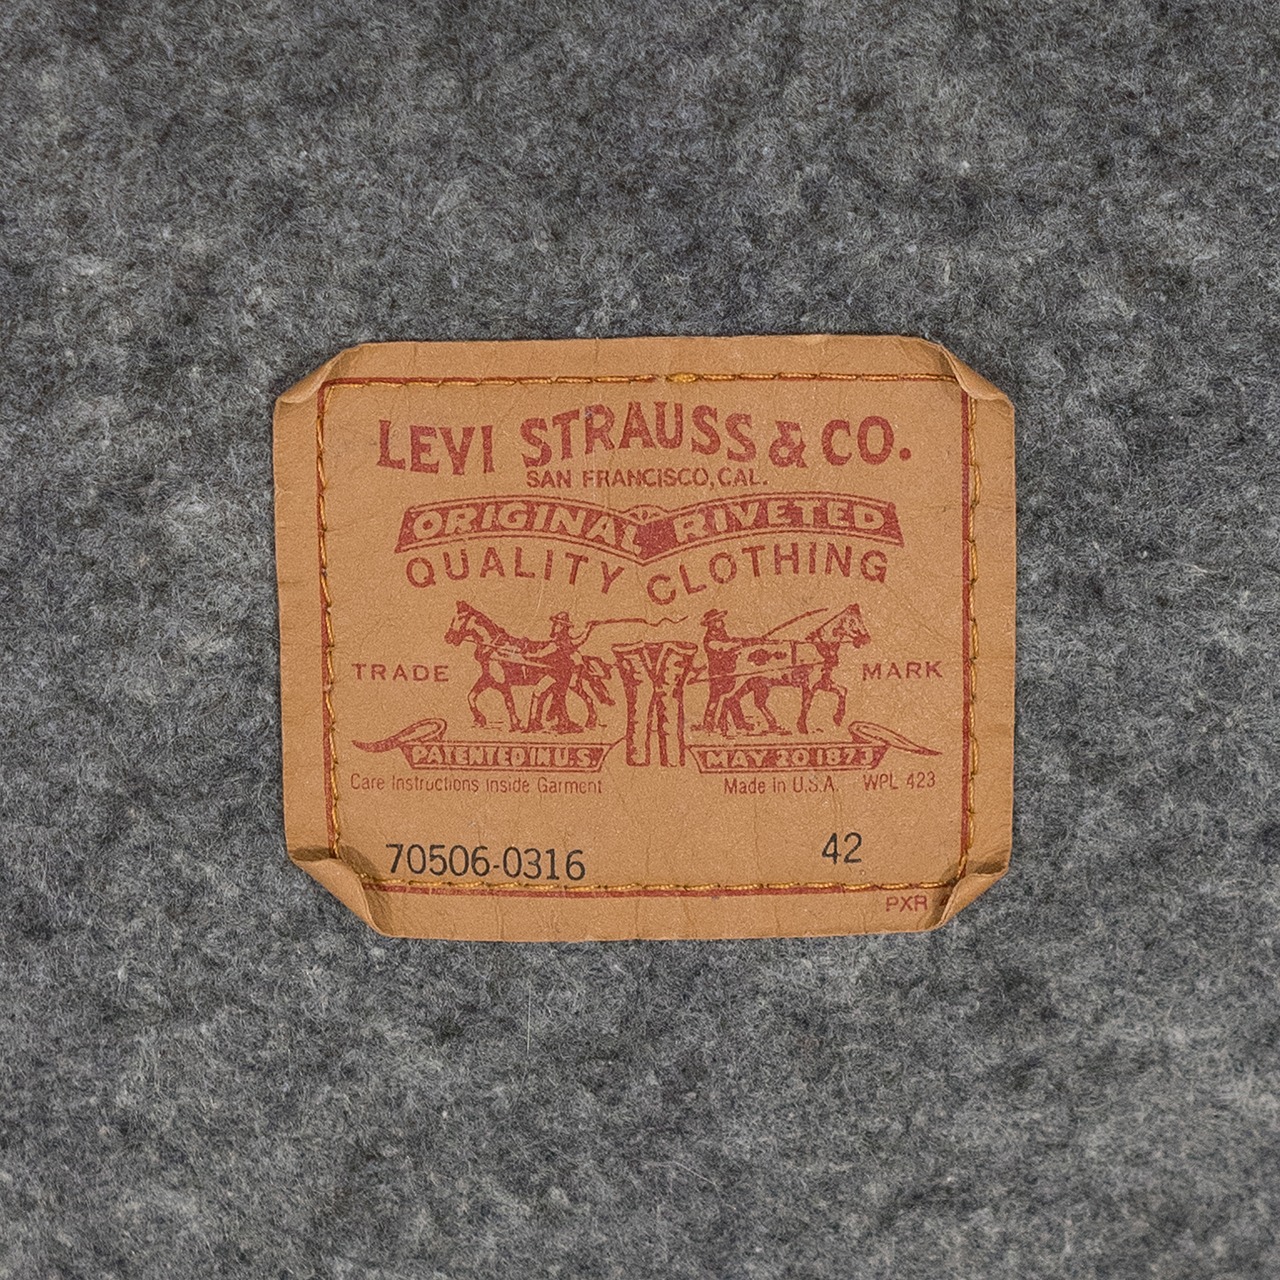 LEVI STRAUSS & CO.
SAN FRANCISCO, CAL.
ORIGINAL RIVETED
QUALITY CLOTHING
TRADE MARK
PATENTED IN U.S. MAY 20 1873
Care Instructions Inside Garment Made In U.S.A. WPL 423
70506-0316 42
PXR